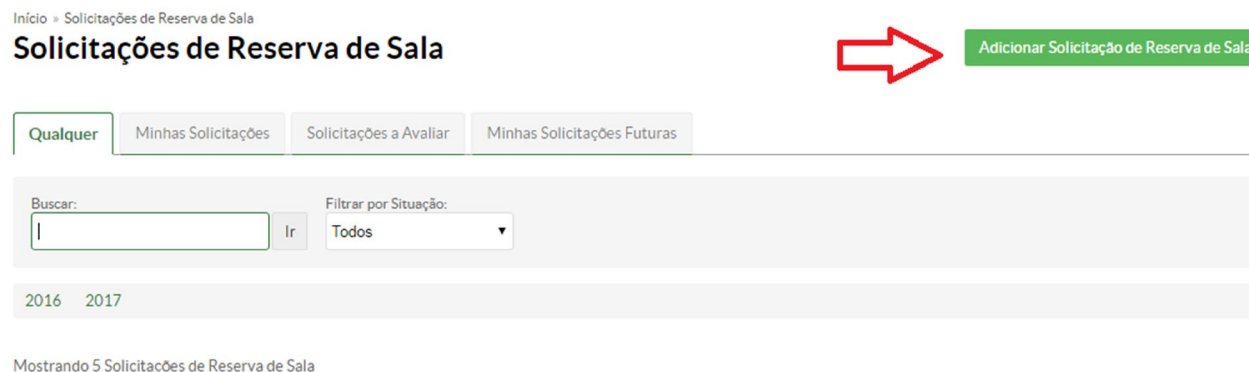 Início » Solicitações de Reserva de Sala
Solicitações de Reserva de Sala
Adicionar Solicitação de Reserva de Sala
Qualquer Minhas Solicitações Solicitações a Avaliar Minhas Solicitações Futuras
Buscar: Filtrar por Situação:
Ir Todos
2016 2017
Mostrando 5 Solicitações de Reserva de Sala